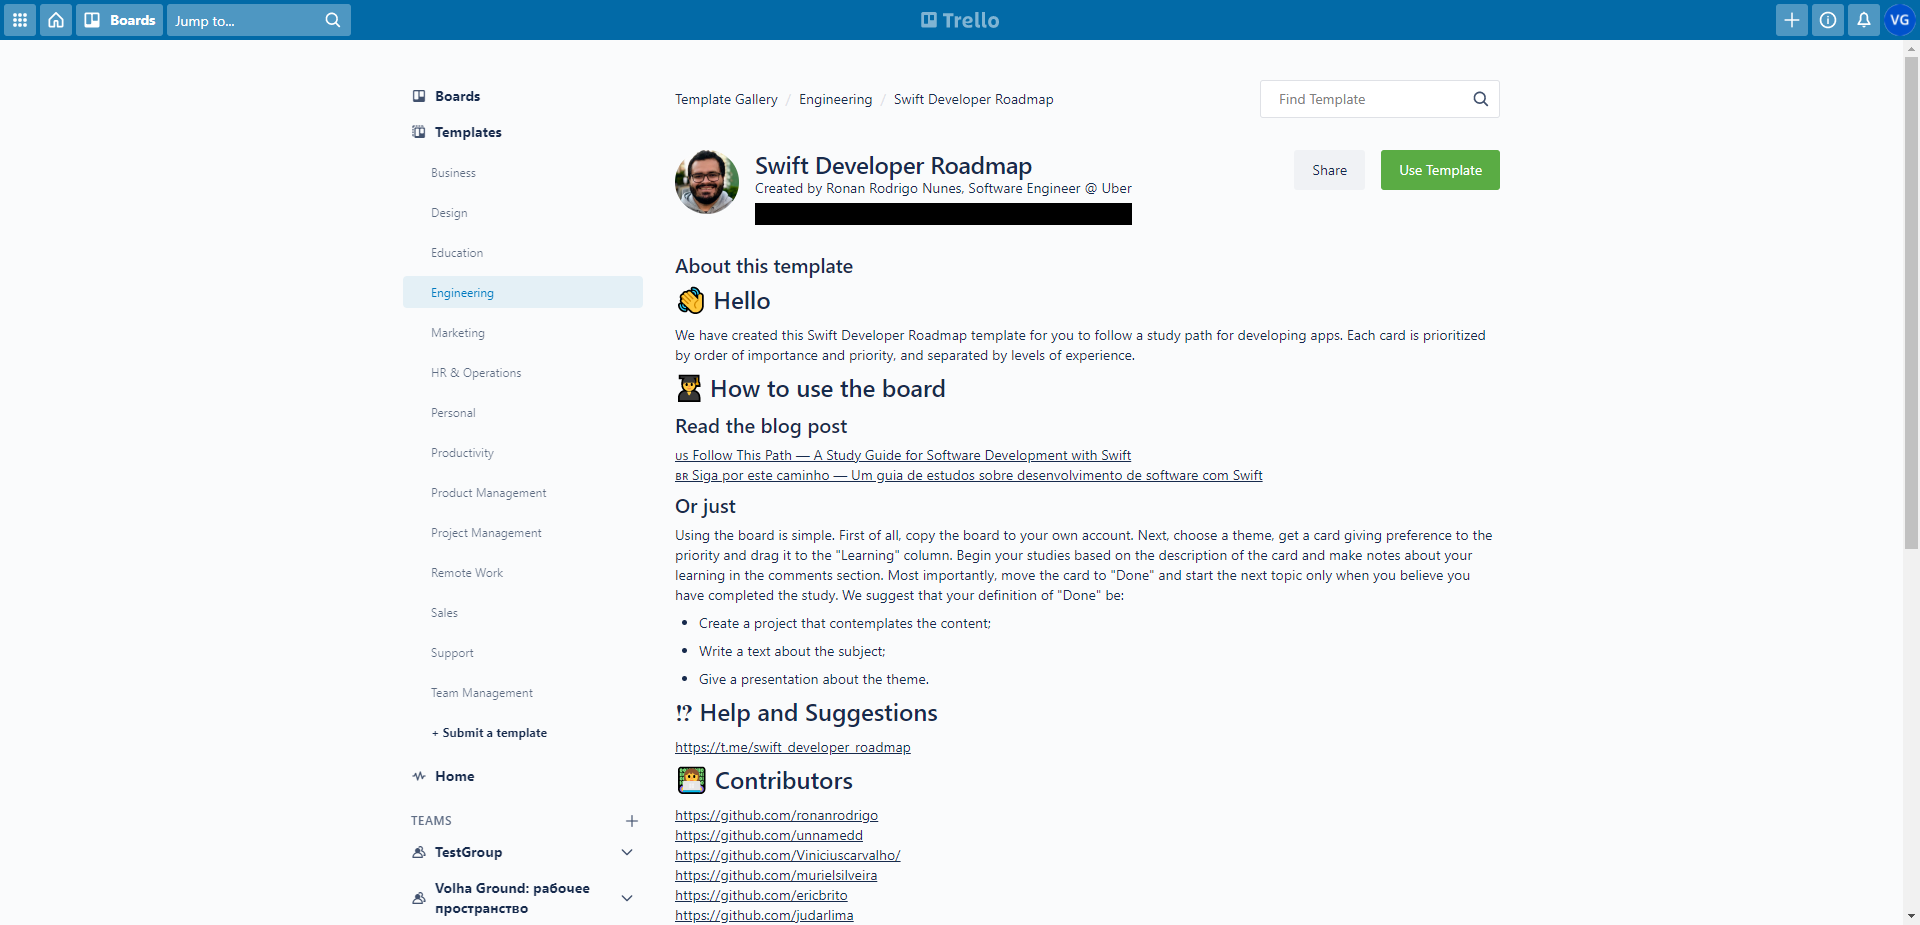 Boards
Jump to...
Trello
VG
Boards
Templates
Business
Design
Education
Engineering
Marketing
HR & Operations
Personal
Productivity
Product Management
Project Management
Remote Work
Sales
Support
Team Management
+ Submit a template
Home
TEAMS
TestGroup
Volha Ground: рабочее
пространство
Template Gallery / Engineering / Swift Developer Roadmap
Find Template
Swift Developer Roadmap
Created by Ronan Rodrigo Nunes, Software Engineer @ Uber
Share
Use Template
About this template
👋 Hello
We have created this Swift Developer Roadmap template for you to follow a study path for developing apps. Each card is prioritized
by order of importance and priority, and separated by levels of experience.
👨‍🎓 How to use the board
Read the blog post
US Follow This Path — A Study Guide for Software Development with Swift
BR Siga por este caminho — Um guia de estudos sobre desenvolvimento de software com Swift
Or just
Using the board is simple. First of all, copy the board to your own account. Next, choose a theme, get a card giving preference to the
priority and drag it to the "Learning" column. Begin your studies based on the description of the card and make notes about your
learning in the comments section. Most importantly, move the card to "Done" and start the next topic only when you believe you
have completed the study. We suggest that your definition of "Done" be:
• Create a project that contemplates the content;
• Write a text about the subject;
• Give a presentation about the theme.
⁉ Help and Suggestions
https://t.me/swift_developer_roadmap
👨‍💻 Contributors
https://github.com/ronanrodrigo
https://github.com/unnamedd
https://github.com/Viniciuscarvalho/
https://github.com/murielsilveira
https://github.com/ericbrito
https://github.com/judarlima